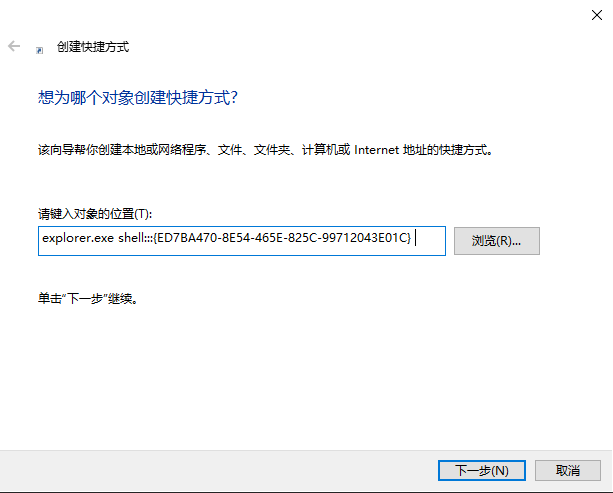 创建快捷方式
想为哪个对象创建快捷方式?
该向导帮你创建本地或网络程序、文件、文件夹、计算机或 Internet 地址的快捷方式。
请键入对象的位置(T):
explorer.exe shell:::{ED7BA470-8E54-465E-825C-99712043E01C}
浏览(R)...
单击“下一步”继续。
下一步(N)
取消